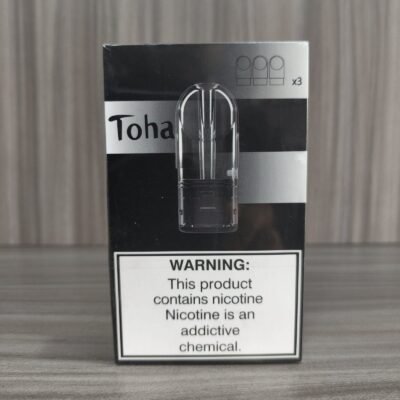 x3
Toha
WARNING:
This product
contains nicotine
Nicotine is an
addictive
chemical.